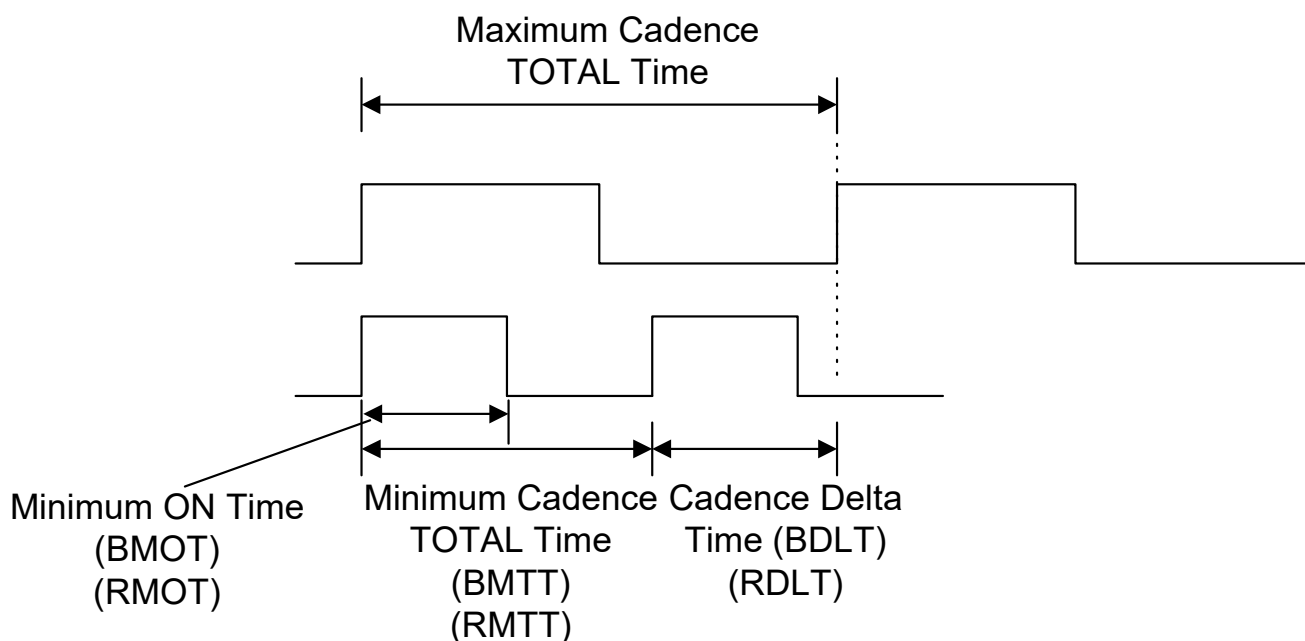 Maximum Cadence
TOTAL Time
Minimum ON Time
(BMOT)
(RMOT)
Minimum Cadence
TOTAL Time
(BMTT)
(RMTT)
Cadence Delta
Time (BDLT)
(RDLT)